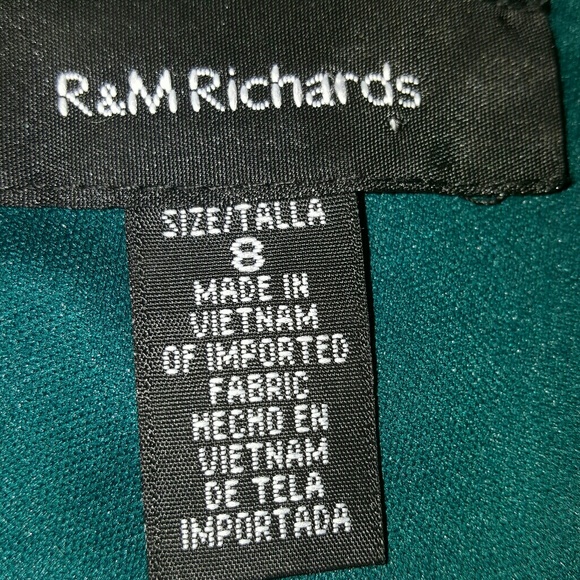 R&M Richards
SIZE/TALLA
8
MADE IN
VIETNAM
OF IMPORTED
FABRIC
HECHO EN
VIETNAM
DE TELA
IMPORTADA